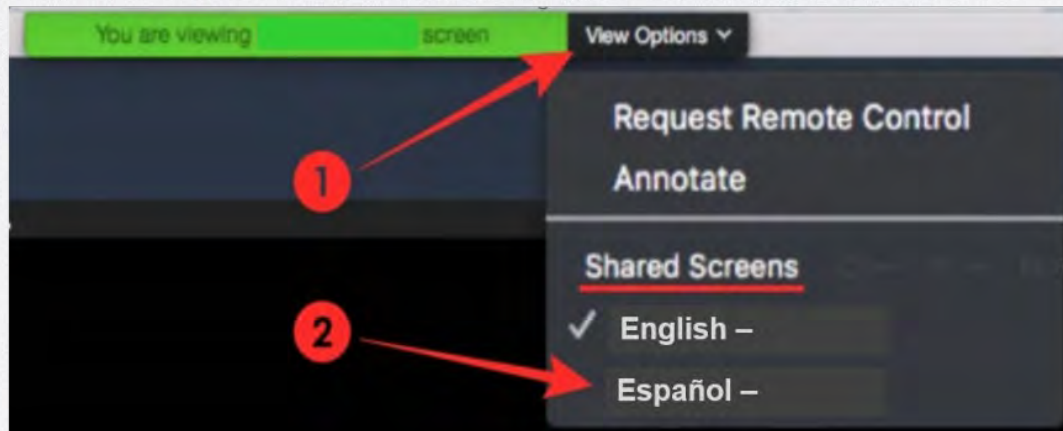 You are viewing screen View Options
1
Request Remote Control
Annotate
Shared Screens
2
English –
Español –